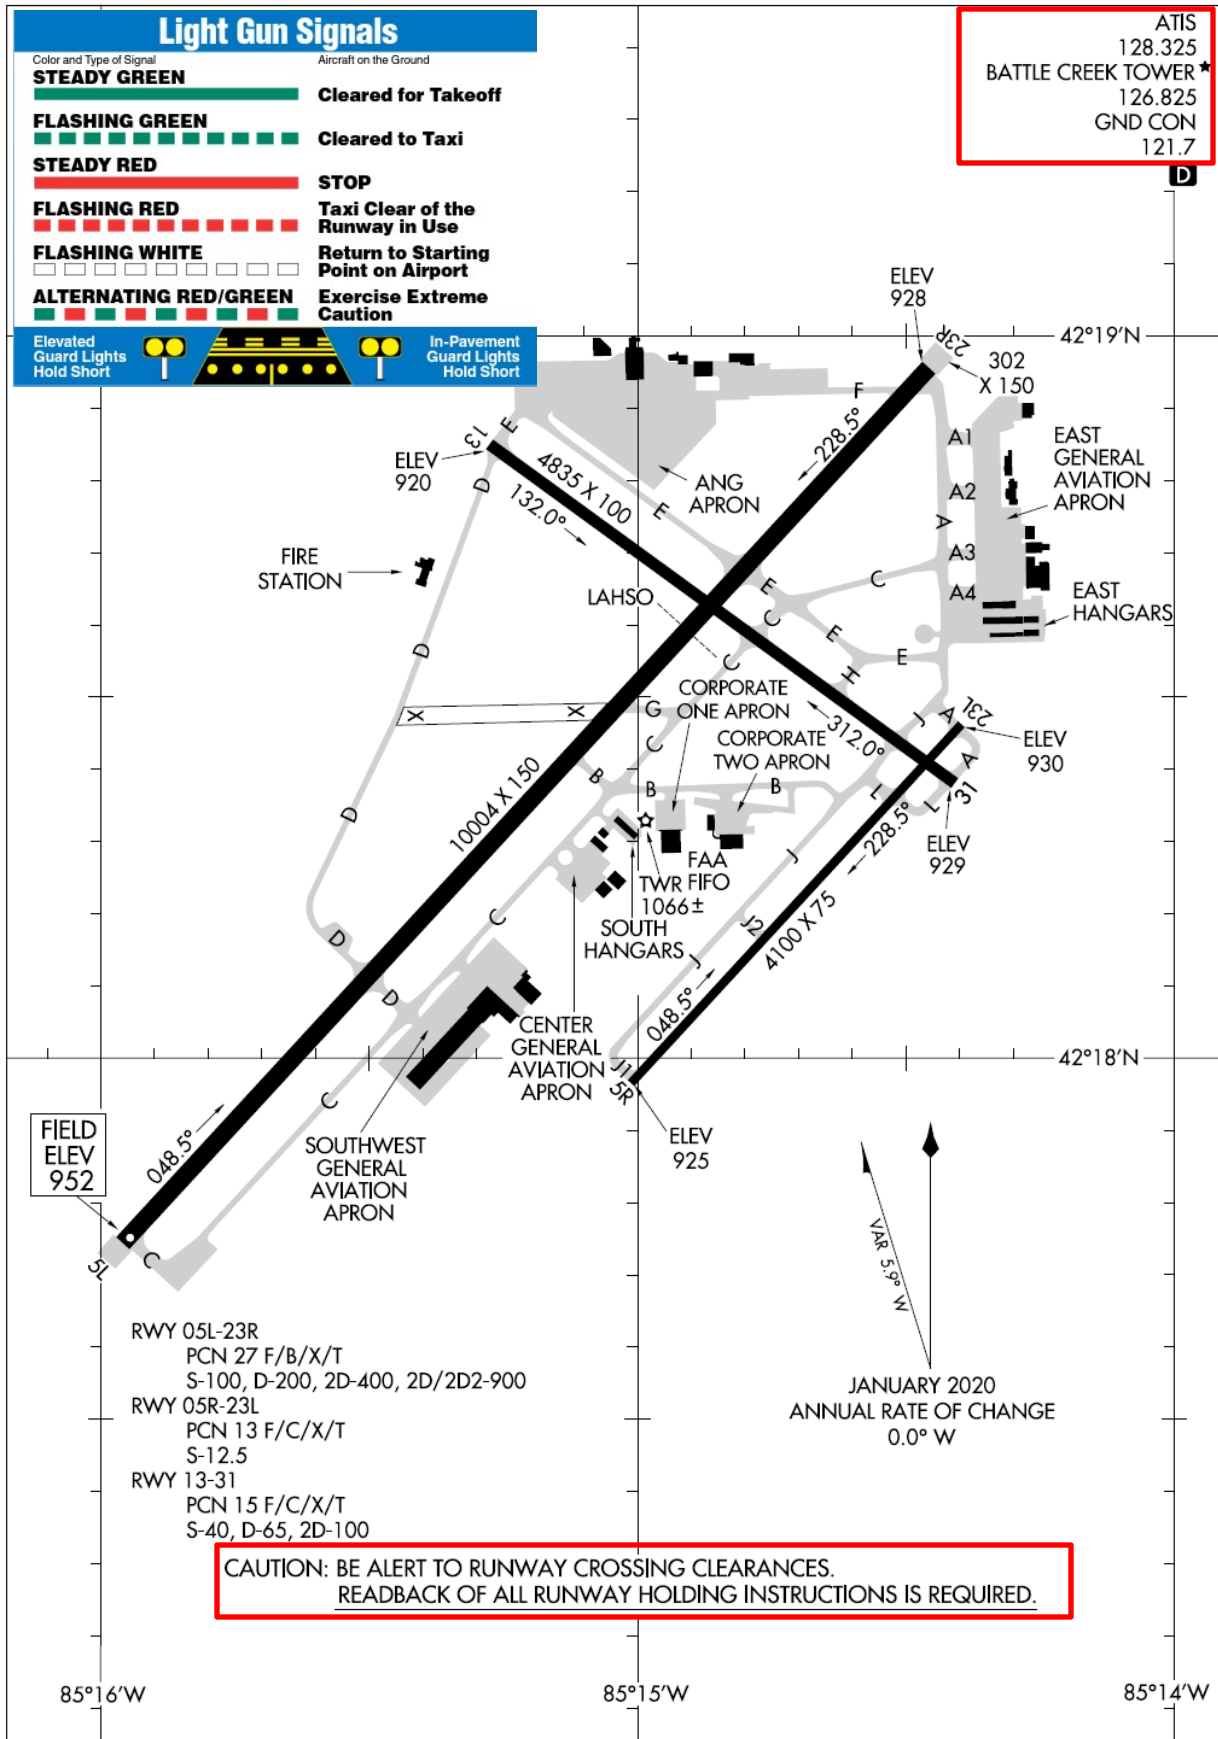 Light Gun Signals
Color and Type of Signal
Aircraft on the Ground
STEADY GREEN
Cleared for Takeoff
FLASHING GREEN
Cleared to Taxi
STEADY RED
STOP
FLASHING RED
Taxi Clear of the
Runway in Use
FLASHING WHITE
Return to Starting
Point on Airport
ALTERNATING RED/GREEN
Exercise Extreme
Caution
Elevated
Guard Lights
Hold Short
In-Pavement
Guard Lights
Hold Short
ATIS
128.325
BATTLE CREEK TOWER
126.825
GND CON
121.7
D
ELEV
928
23R
42°19'N
302
X 150
F
228.5°
A1
EAST
GENERAL
AVIATION
APRON
13
E
ELEV
920
4835 X 100
132.0°
D
ANG
APRON
E
A2
A
A3
FIRE
STATION
LAHSO
E
C
C
A4
EAST
HANGARS
E
D
C
E
H
CORPORATE
ONE APRON
X
X
G
C
312.0°
J
A
23L
CORPORATE
TWO APRON
A
ELEV
930
10004 X 150
B
B
B
L
L
31
D
228.5°
ELEV
929
FAA
FIFO
TWR
1066±
J
C
SOUTH
HANGARS
J2
4100 X 75
D
J
D
048.5°
CENTER
GENERAL
AVIATION
APRON
J1
5R
42°18'N
C
ELEV
925
FIELD
ELEV
952
048.5°
SOUTHWEST
GENERAL
AVIATION
APRON
VAR 5.9° W
C
5L
RWY 05L-23R
PCN 27 F/B/X/T
S-100, D-200, 2D-400, 2D/2D2-900
RWY 05R-23L
PCN 13 F/C/X/T
S-12.5
RWY 13-31
PCN 15 F/C/X/T
S-40, D-65, 2D-100
JANUARY 2020
ANNUAL RATE OF CHANGE
0.0° W
CAUTION: BE ALERT TO RUNWAY CROSSING CLEARANCES.
READBACK OF ALL RUNWAY HOLDING INSTRUCTIONS IS REQUIRED.
85°16'W
85°15'W
85°14'W